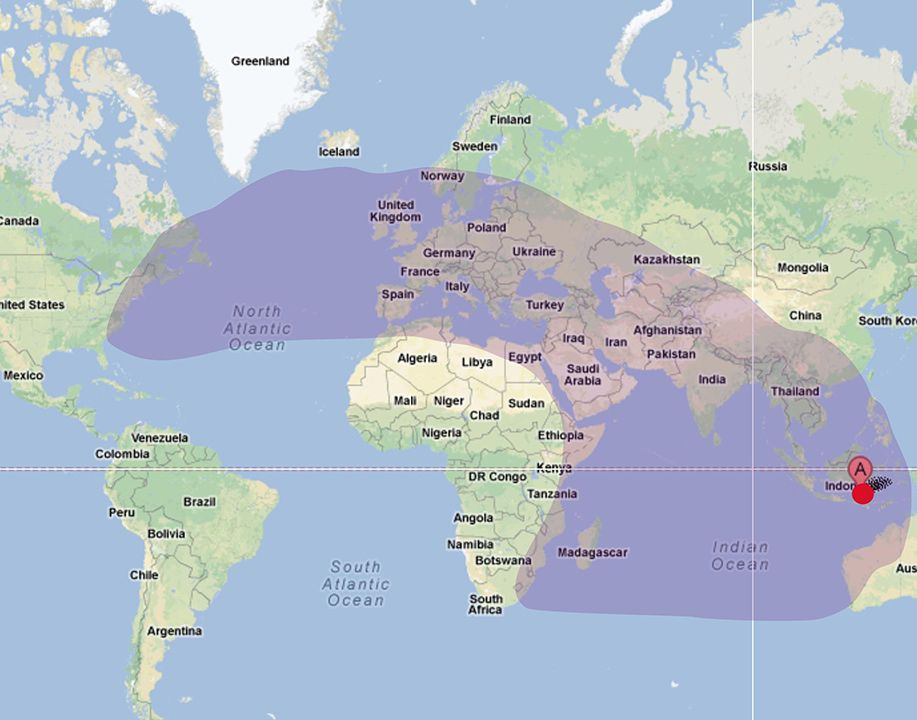 Greenland
Finland
Iceland
Sweden
Russia
Norway
United
Kingdom
Canada
Poland
Germany
Ukraine
Kazakhstan
Mongolia
France
Italy
Spain
Turkey
nited States
North
Atlantic
Ocean
China
South Kor
Afghanistan
Iraq
Iran
Algeria
Libya
Egypt
Pakistan
Mexico
Saudi
Arabia
India
Thailand
Mali
Niger
Sudan
Chad
Nigeria
Ethiopia
Venezuela
Colombia
Kenya
A
DR Congo
Indon
Tanzania
Brazil
Peru
Angola
Bolivia
Namibia
Madagascar
Indian
Ocean
Botswana
South
Atlantic
Ocean
Chile
Aus
South
Africa
Argentina